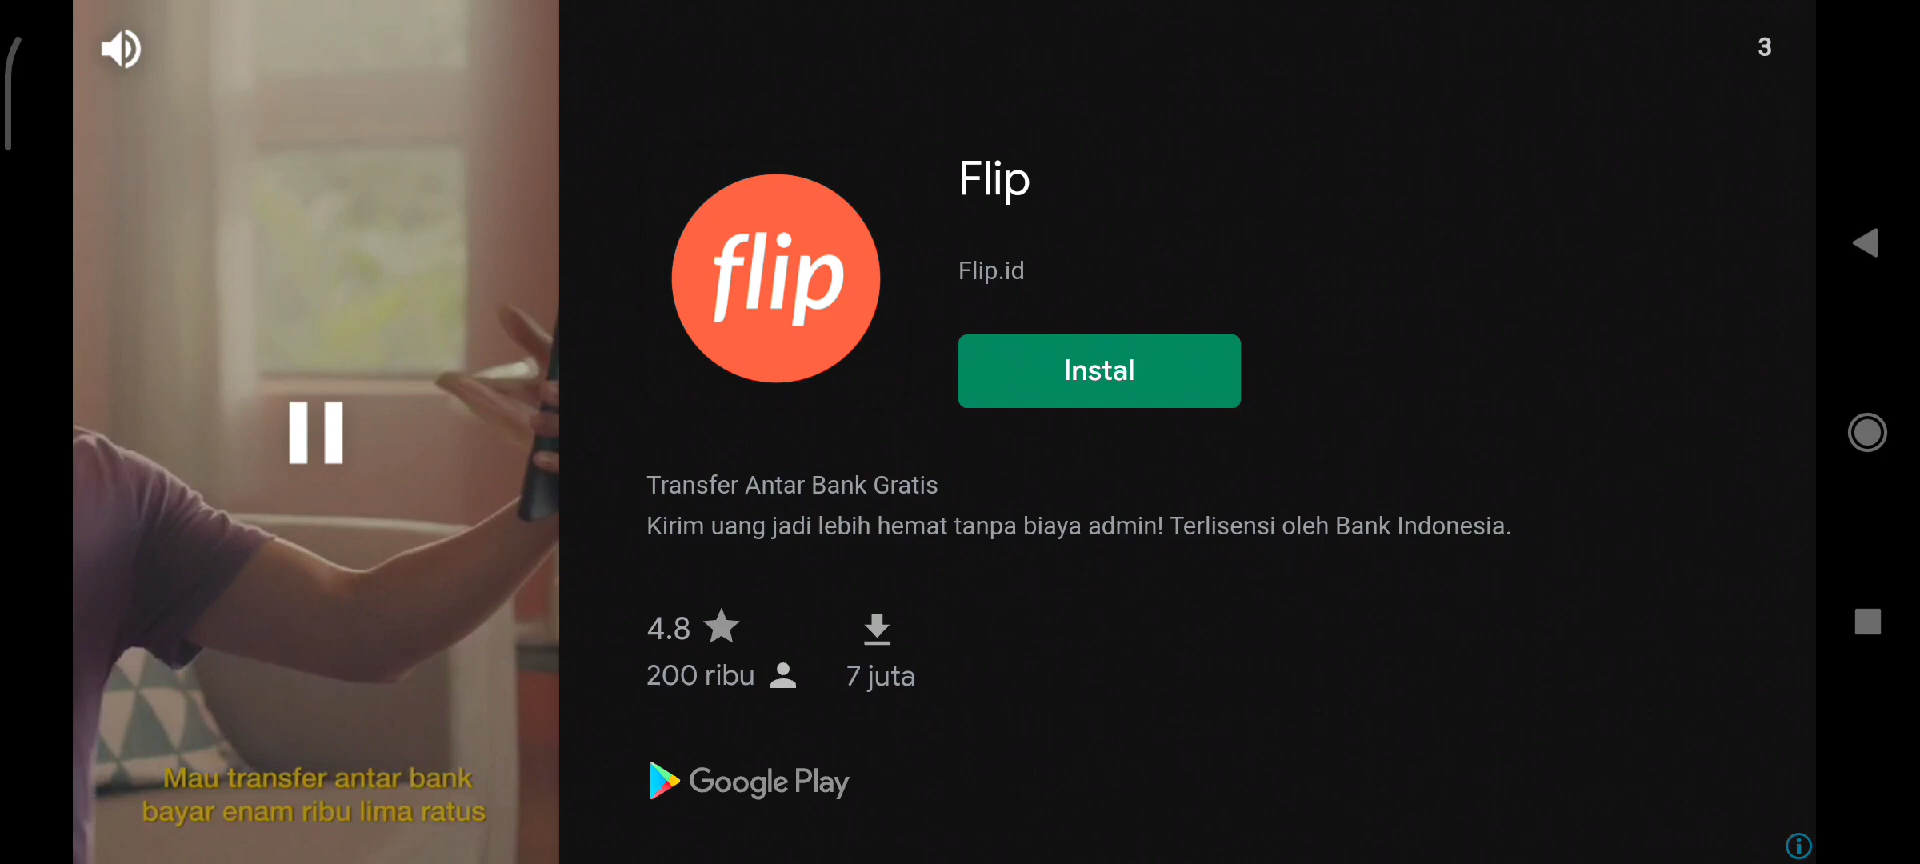 3
Flip
flip
Flip.id
Instal
Transfer Antar Bank Gratis
Kirim uang jadi lebih hemat tanpa biaya admin! Terlisensi oleh Bank Indonesia.
4.8
200 ribu
7 juta
Google Play
Mau transfer antar bank
bayar enam ribu lima ratus